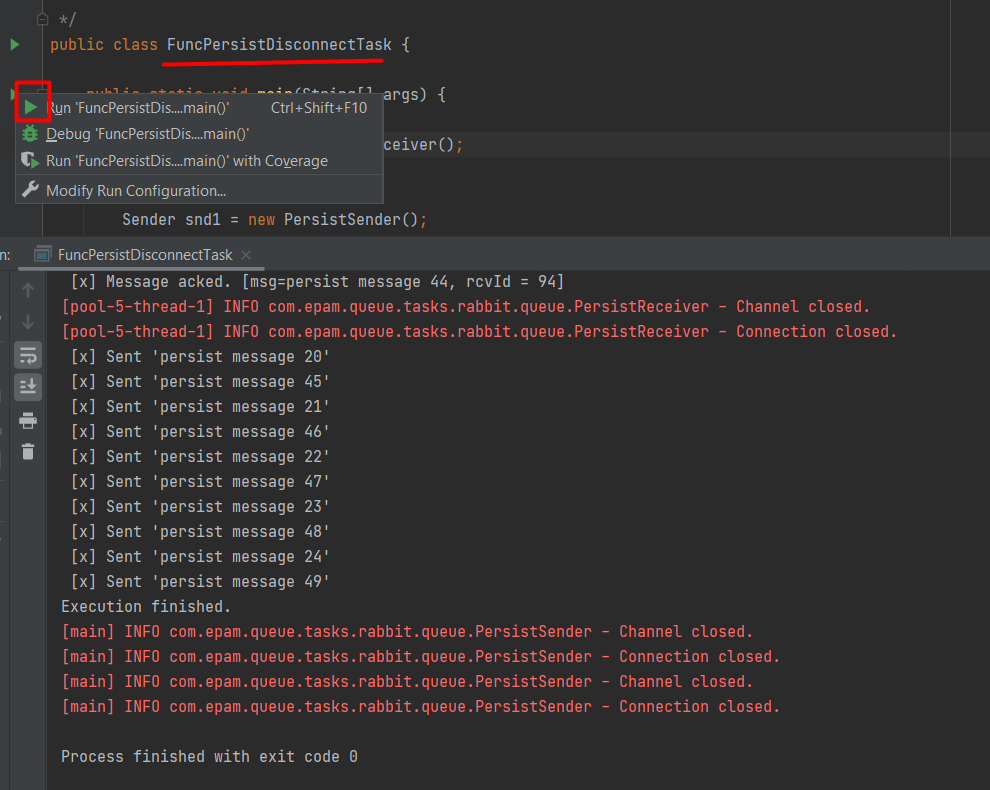 */
public class FuncPersistDisconnectTask {
public static void main(String[] args) {
Run 'FuncPersistDis....main()' Ctrl+Shift+F10
Debug 'FuncPersistDis....main()'
ceiver();
Run 'FuncPersistDis....main()' with Coverage
Modify Run Configuration...
Sender snd1 = new PersistSender();
n: FuncPersistDisconnectTask
[x] Message acked. [msg=persist message 44, rcvId = 94]
[pool-5-thread-1] INFO com.epam.queue.tasks.rabbit.queue.PersistReceiver - Channel closed.
[pool-5-thread-1] INFO com.epam.queue.tasks.rabbit.queue.PersistReceiver - Connection closed.
[x] Sent 'persist message 20'
[x] Sent 'persist message 45'
[x] Sent 'persist message 21'
[x] Sent 'persist message 46'
[x] Sent 'persist message 22'
[x] Sent 'persist message 47'
[x] Sent 'persist message 23'
[x] Sent 'persist message 48'
[x] Sent 'persist message 24'
[x] Sent 'persist message 49'
Execution finished.
[main] INFO com.epam.queue.tasks.rabbit.queue.PersistSender - Channel closed.
[main] INFO com.epam.queue.tasks.rabbit.queue.PersistSender - Connection closed.
[main] INFO com.epam.queue.tasks.rabbit.queue.PersistSender - Channel closed.
[main] INFO com.epam.queue.tasks.rabbit.queue.PersistSender - Connection closed.
Process finished with exit code 0